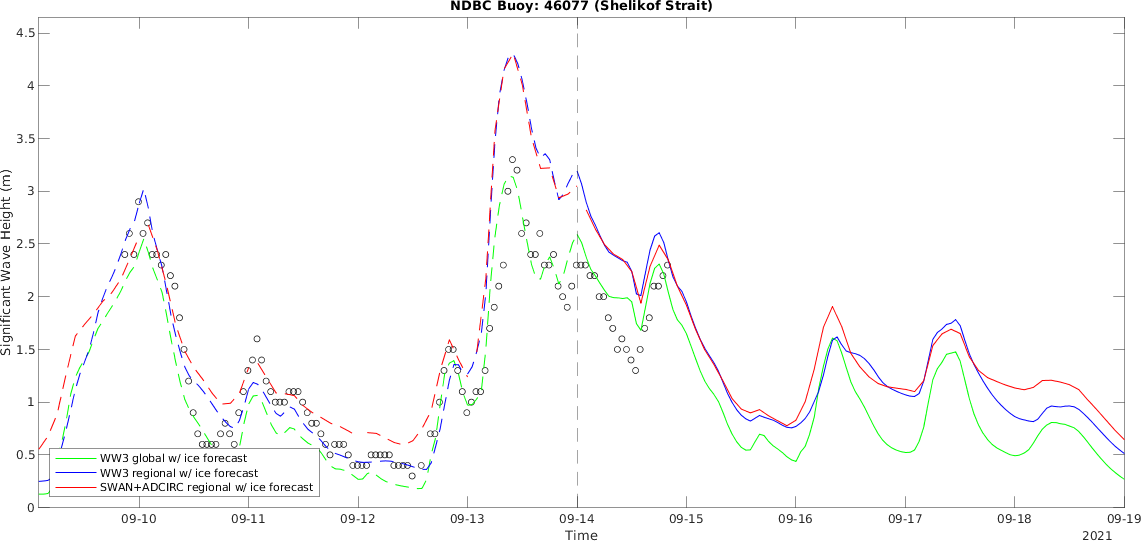 NDBC Buoy: 46077 (Shelikof Strait)
4.5
4
3.5
3
2.5
2
1.5
1
0.5
0
Significant Wave Height (m)
WW3 global w/ ice forecast
WW3 regional w/ ice forecast
SWAN+ADCIRC regional w/ ice forecast
09-10 09-11 09-12 09-13 09-14 09-15 09-16 09-17 09-18 09-19
Time
2021